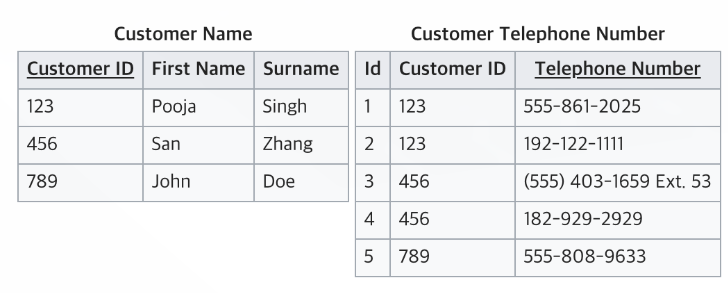 Customer Name
Customer ID First Name Surname
123 Pooja Singh
456 San Zhang
789 John Doe
Customer Telephone Number
Id Customer ID Telephone Number
1 123 555-861-2025
2 123 192-122-1111
3 456 (555) 403-1659 Ext. 53
4 456 182-929-2929
5 789 555-808-9633